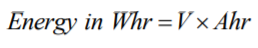 Energy in Whr = V × Ahr